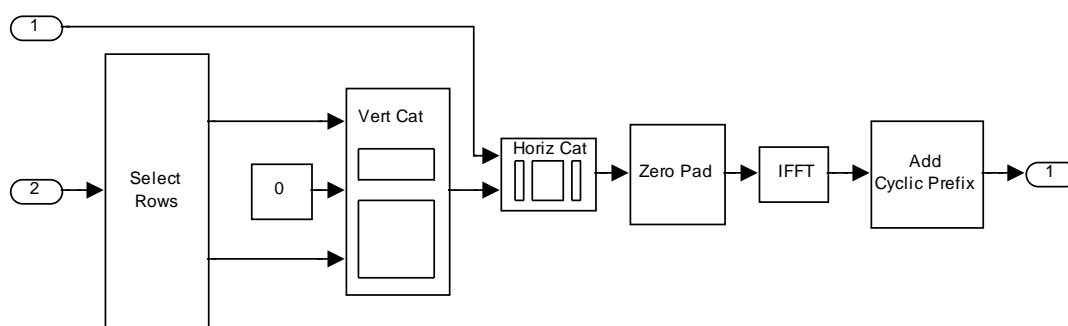 1
2
Select
Rows
0
Vert Cat
Horiz Cat
Zero Pad
IFFT
Add
Cyclic Prefix
1